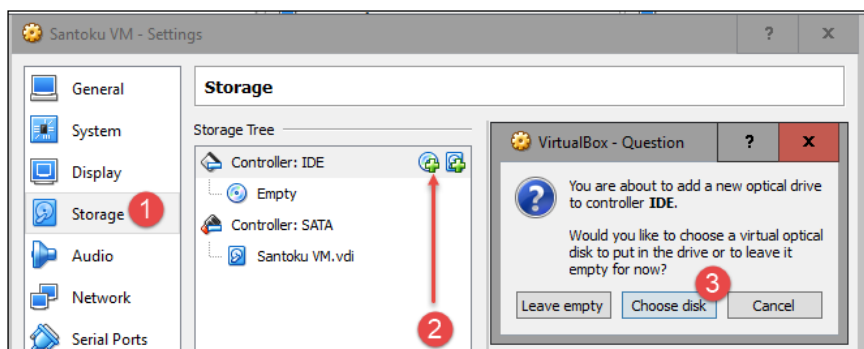 Santoku VM - Settings
?
x
General
System
Display
Storage
1
Audio
Network
Serial Ports
Storage
Storage Tree
Controller: IDE
Empty
Controller: SATA
Santoku VM.vdi
2
VirtualBox - Question
?
x
You are about to add a new optical drive
to controller IDE.
Would you like to choose a virtual optical
disk to put in the drive or to leave it
empty for now?
3
Leave empty
Choose disk
Cancel